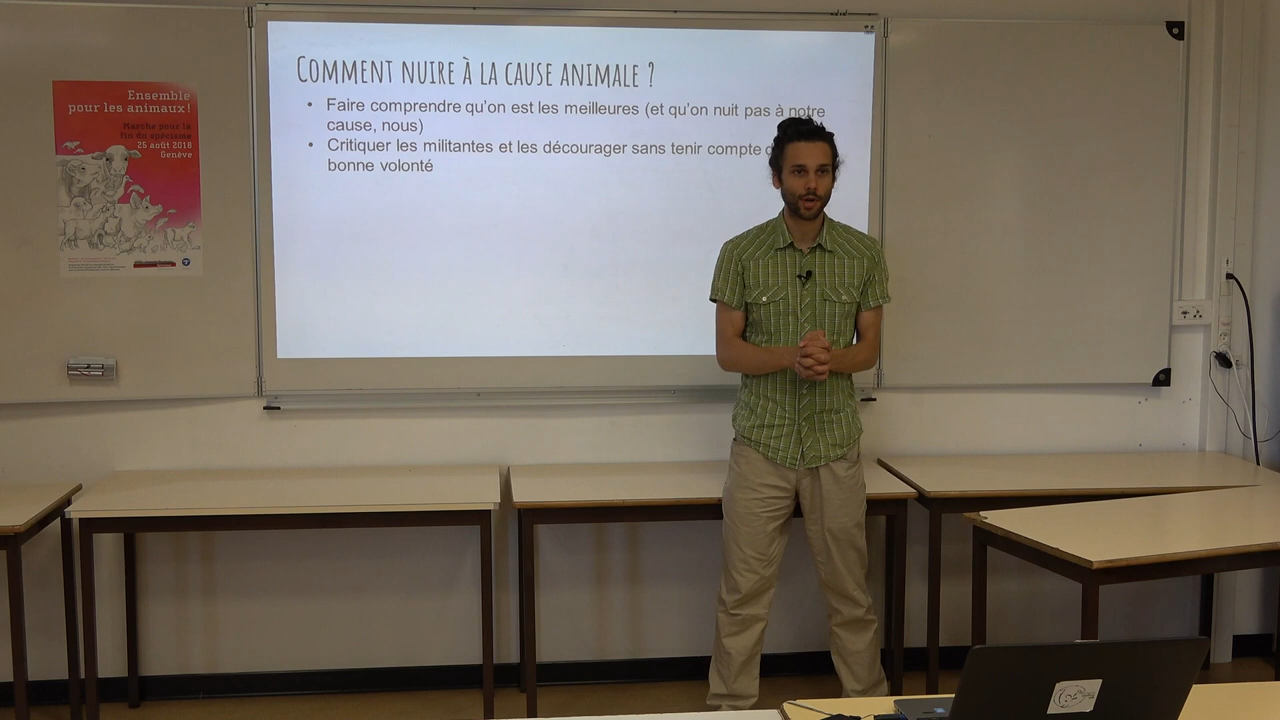 Ensemble
pour les animaux!
Marche pour la
fin du spécisme
25 août 2018
Genève
COMMENT NUIRE À LA CAUSE ANIMALE ?
• Faire comprendre qu'on est les meilleures (et qu'on nuit pas à notre
cause, nous)
• Critiquer les militantes et les décourager sans tenir compte
bonne volonté